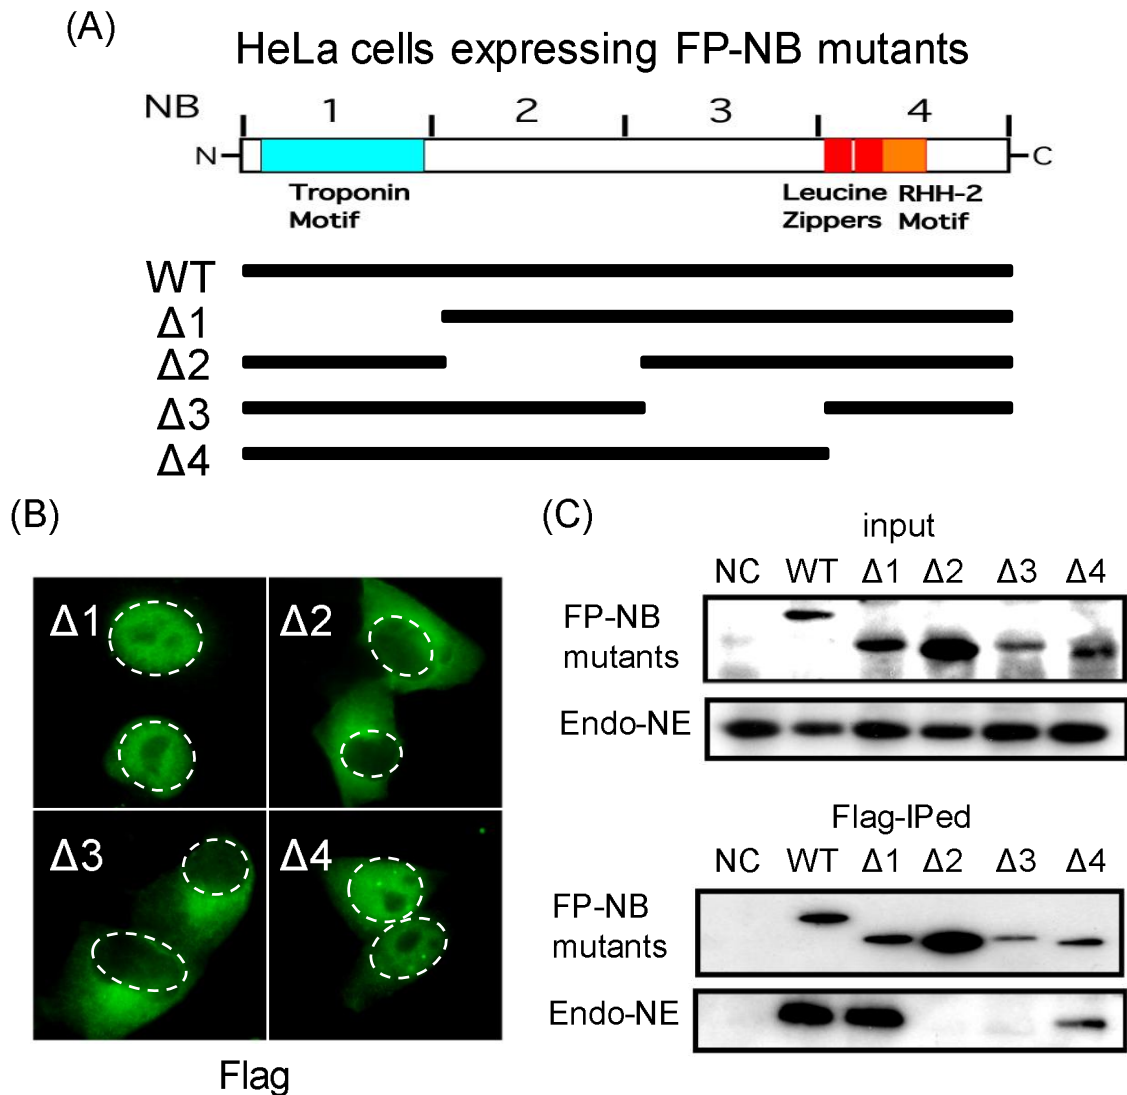 (A)
HeLa cells expressing FP-NB mutants
NB 1 2 3 4
N C
Troponin
Motif
Leucine
Zippers
RHH-2
Motif
WT
Δ1
Δ2
Δ3
Δ4
(B)
Δ1 Δ2
Δ3 Δ4
Flag
(C)
input
NC WT Δ1 Δ2 Δ3 Δ4
FP-NB
mutants
Endo-NE
Flag-IPed
NC WT Δ1 Δ2 Δ3 Δ4
FP-NB
mutants
Endo-NE